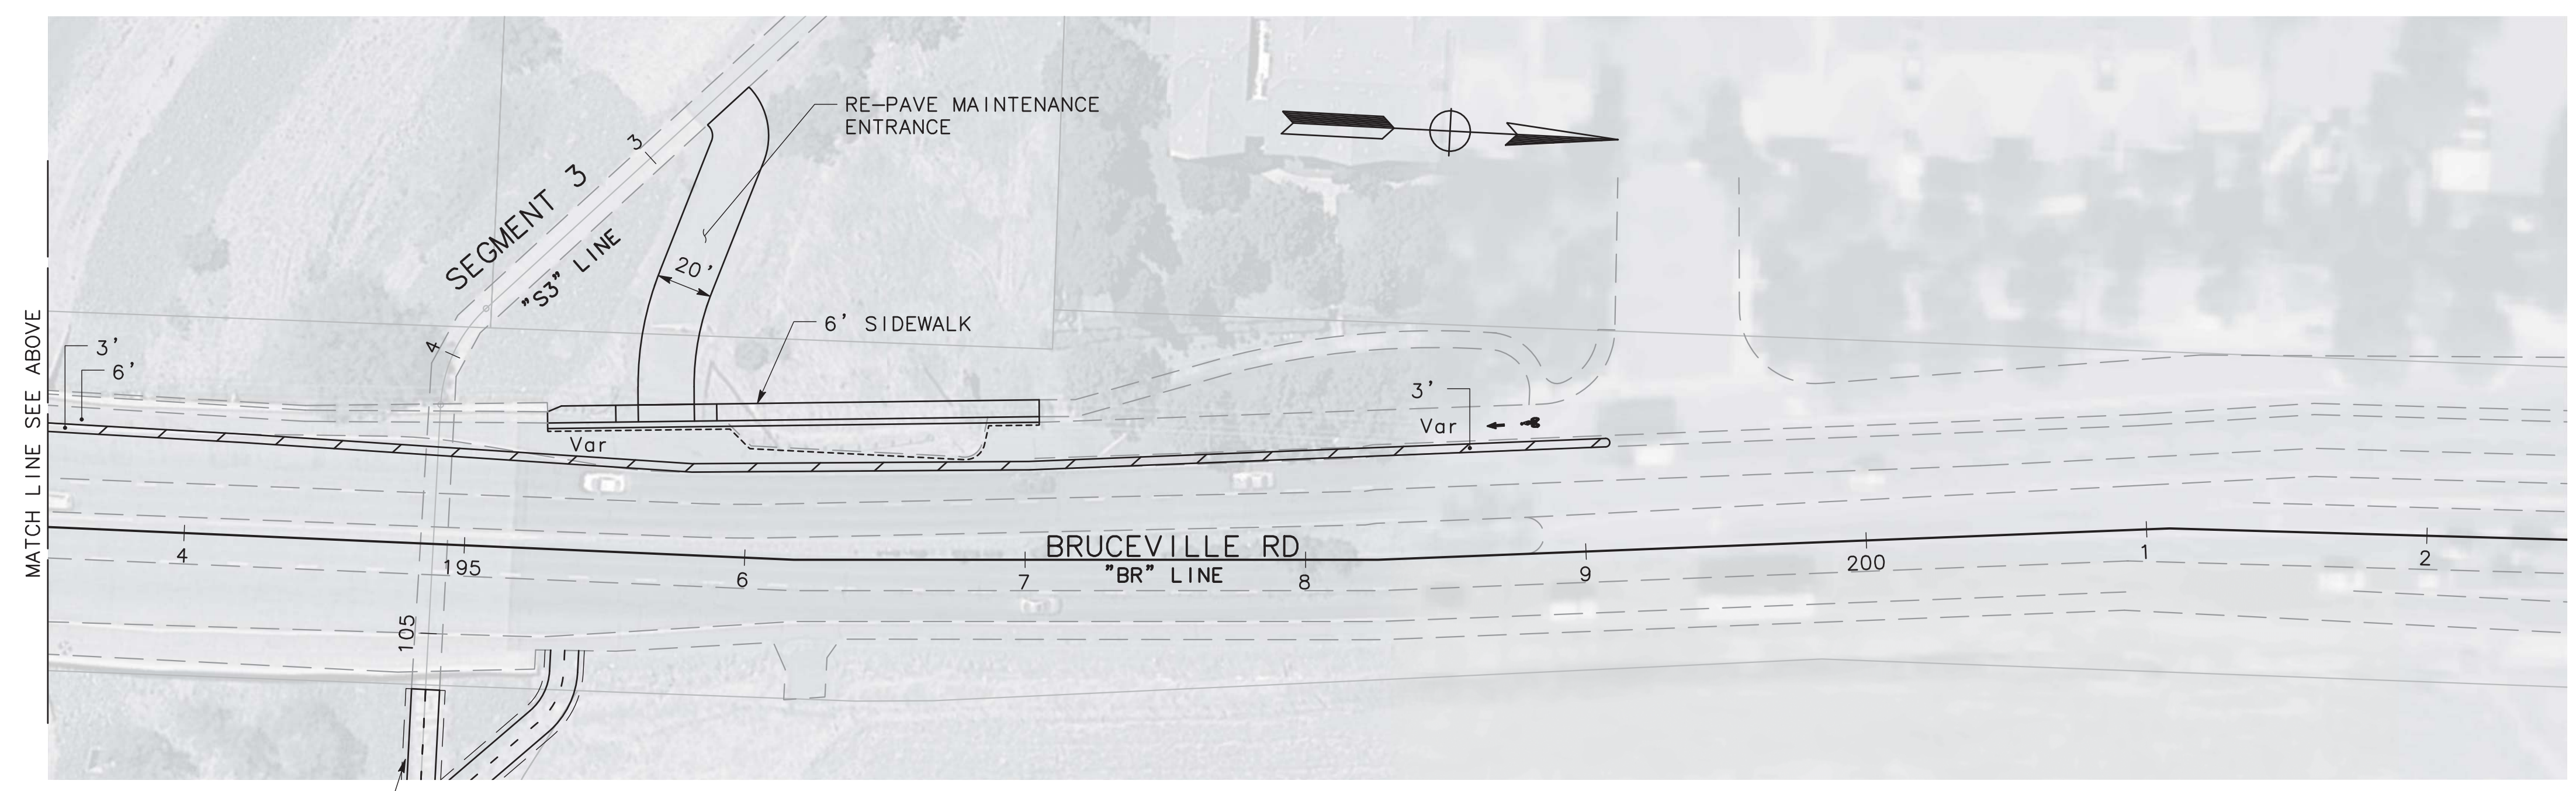 RE-PAVE MAINTENANCE
ENTRANCE
3
SEGMENT 3
"S3" LINE
20'
6' SIDEWALK
4
3'
6'
MATCH LINE SEE ABOVE
3'
Var
Var
BRUCEVILLE RD
"BR" LINE
4
195
6
7
8
9
200
1
2
105